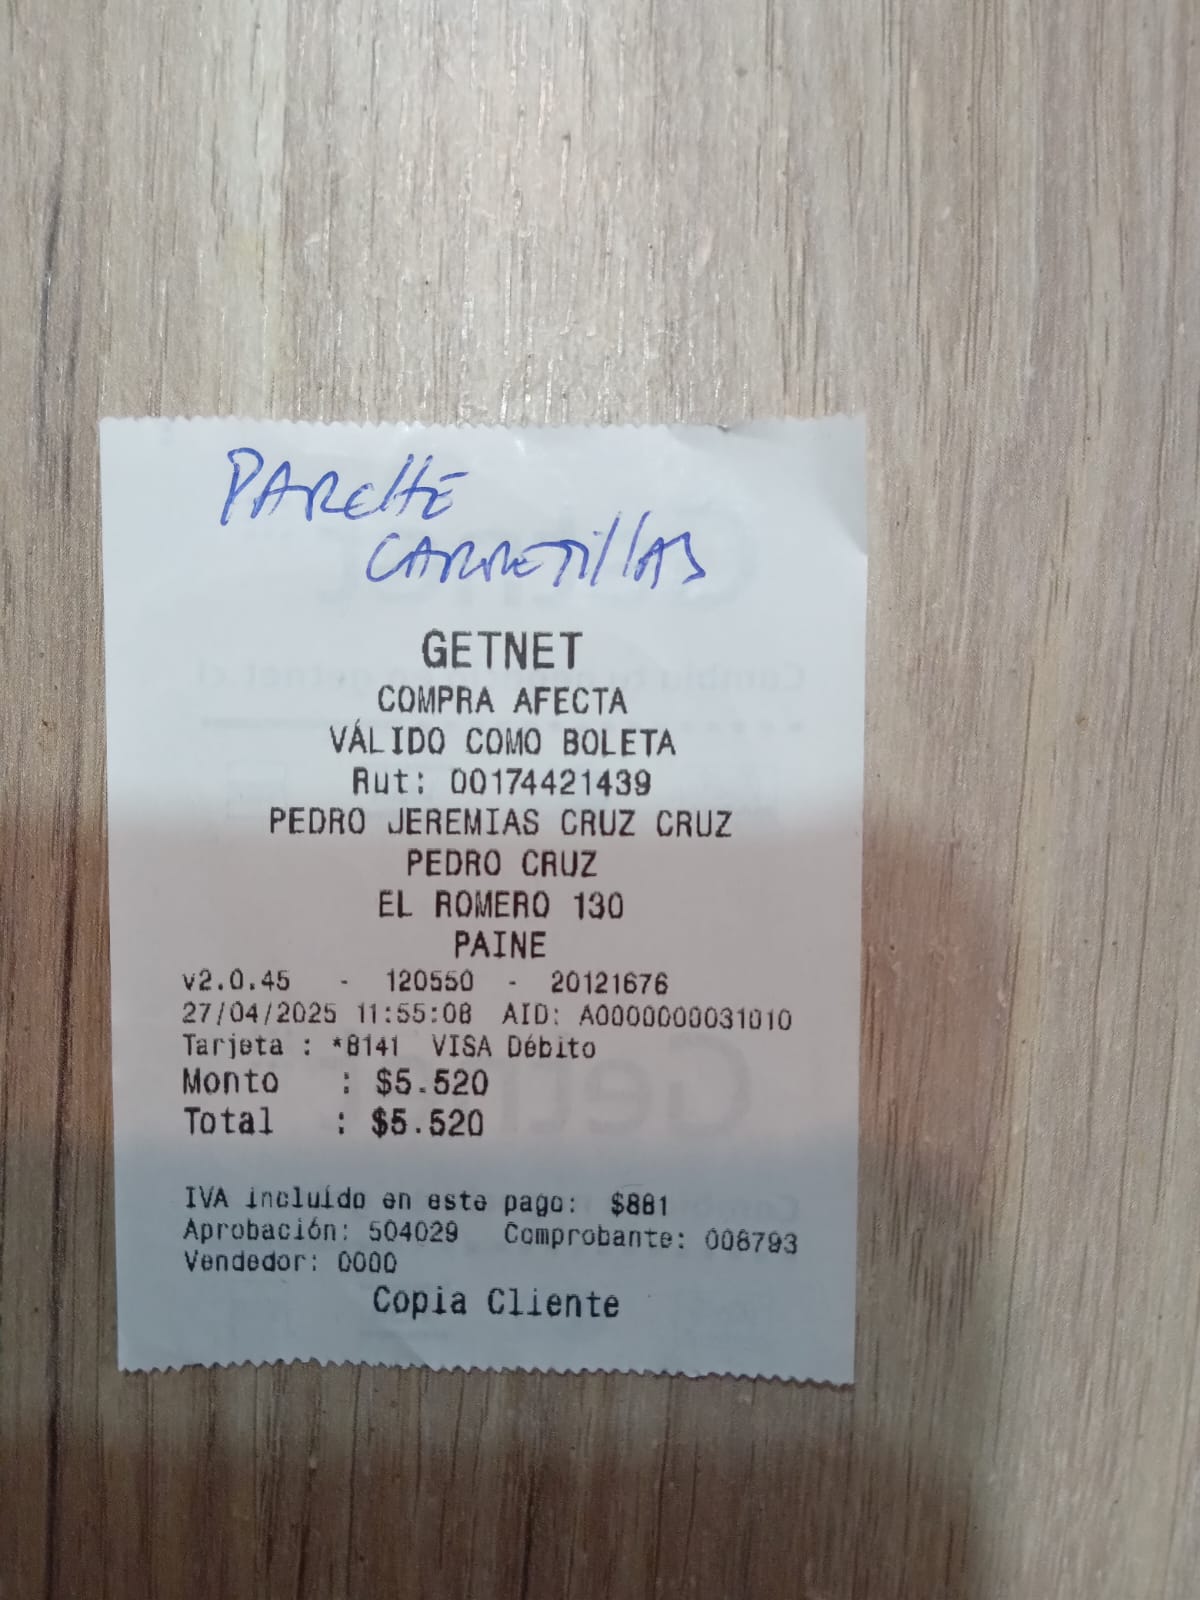 PARCHE
CARRETILLAS
GETNET
COMPRA AFECTA
VÁLIDO COMO BOLETA
Rut: 00174421439
PEDRO JEREMIAS CRUZ CRUZ
PEDRO CRUZ
EL ROMERO 130
PAINE
v2.0.45 - 120550 - 20121676
27/04/2025 11:55:08 AID: A0000000031010
Tarjeta : *8141 VISA Débito
Monto : $5.520
Total : $5.520
IVA incluído en este pago: $881
Aprobación: 504029 Comprobante: 008793
Vendedor: 0000
Copia Cliente